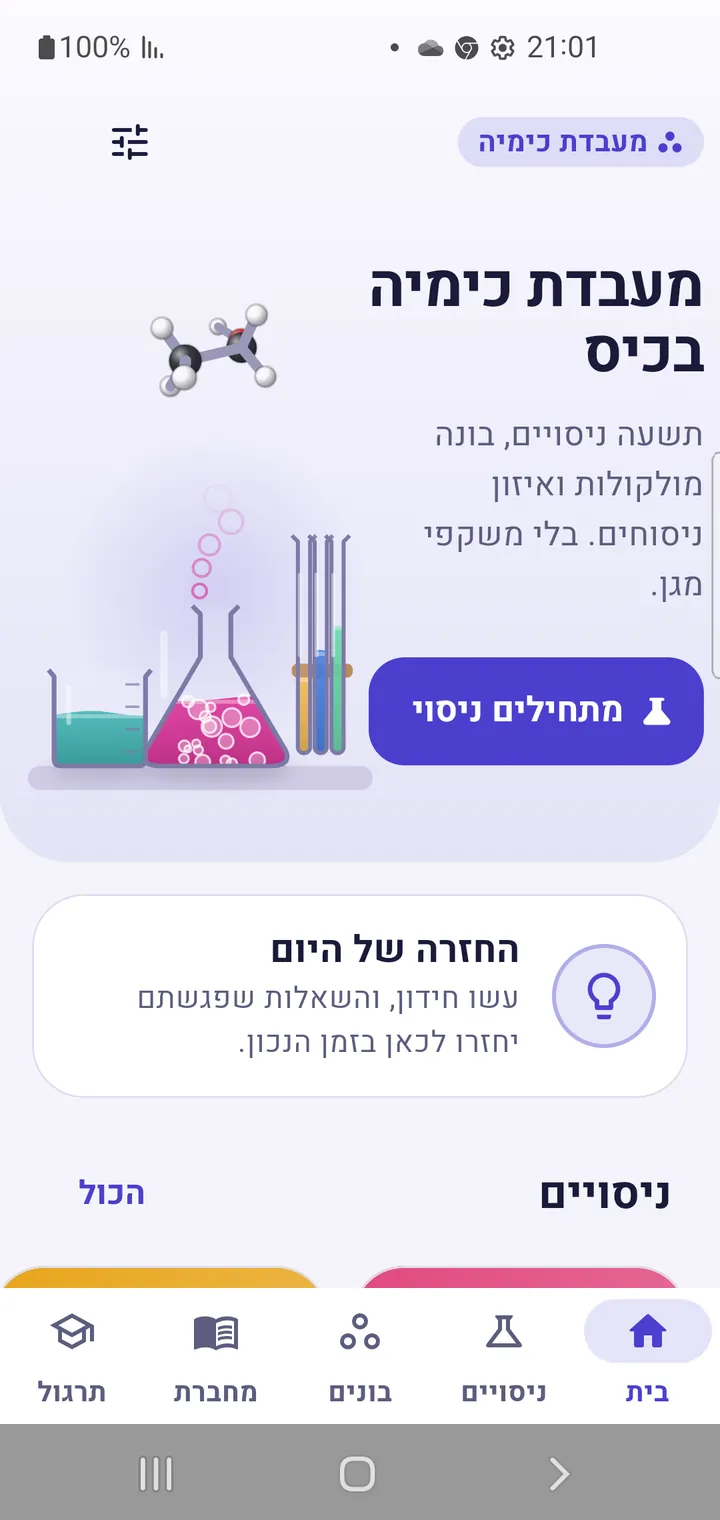 21:01
100%
מעבדת כימיה
מעבדת כימיה
בכיס
תשעה ניסויים, בונה
מולקולות ואיזון
ניסוחים. בלי משקפי
מגן.
מתחילים ניסוי
החזרה של היום
עשו חידון, והשאלות שפגשתם
יחזרו לכאן בזמן הנכון.
ניסויים
הכול
בית
ניסויים
בונים
מחברת
תרגול